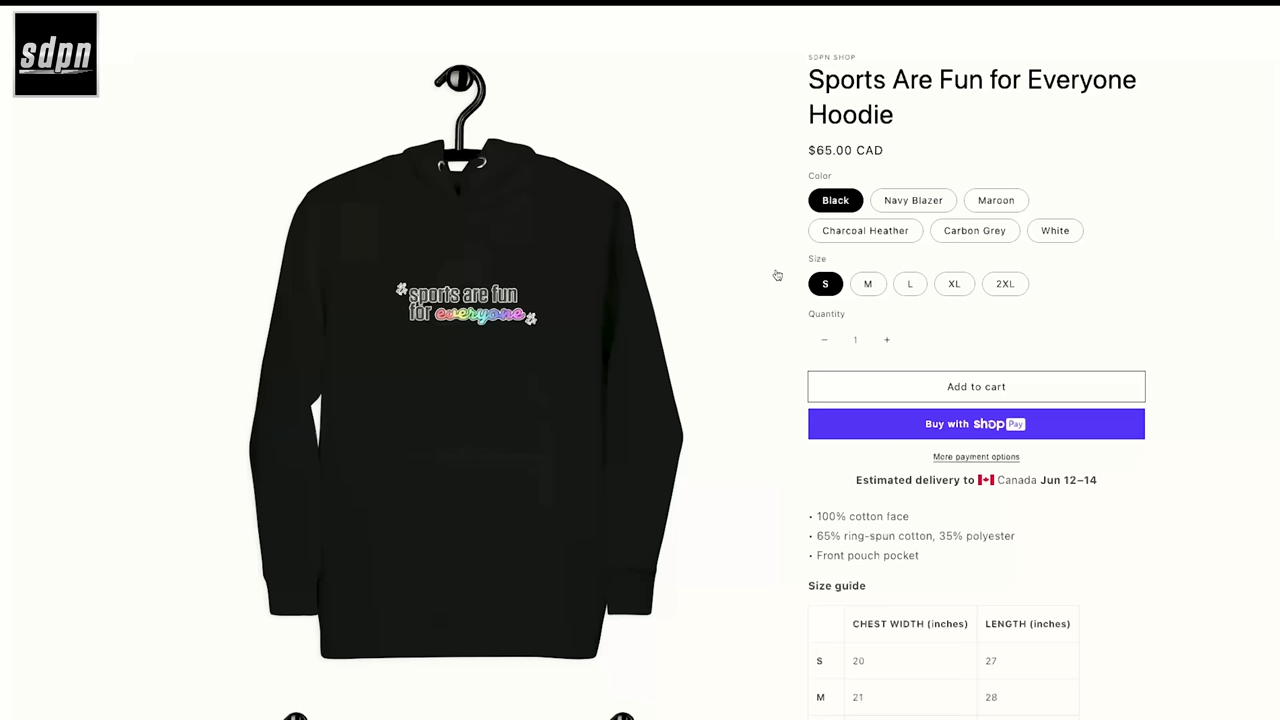 sdpn
sports are fun
for everyone
SDPN SHOP
Sports Are Fun for Everyone
Hoodie
$65.00 CAD
Color
Black
Navy Blazer
Maroon
Charcoal Heather
Carbon Grey
White
Size
S
M
L
XL
2XL
Quantity
− 1 +
Add to cart
Buy with shop Pay
More payment options
Estimated delivery to Canada Jun 12–14
• 100% cotton face
• 65% ring-spun cotton, 35% polyester
• Front pouch pocket
Size guide
CHEST WIDTH (inches) LENGTH (inches)
S 20 27
M 21 28